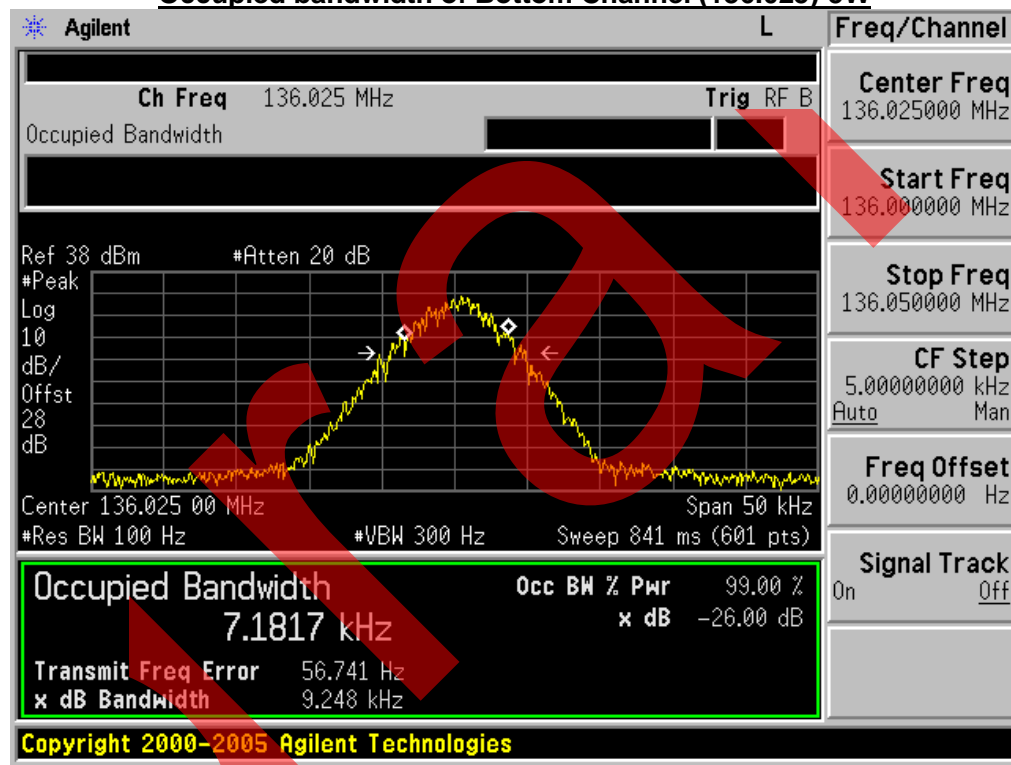 Agilent L
Ch Freq 136.025 MHz Trig RF B
Occupied Bandwidth
Ref 38 dBm #Atten 20 dB
#Peak
Log
10
dB/
Offst
28
dB
Center 136.025 00 MHz Span 50 kHz
#Res BW 100 Hz #VBW 300 Hz Sweep 841 ms (601 pts)
Occupied Bandwidth
7.1817 kHz
Occ BW % Pwr 99.00 %
x dB -26.00 dB
Transmit Freq Error 56.741 Hz
x dB Bandwidth 9.248 kHz
Copyright 2000-2005 Agilent Technologies
Freq/Channel
Center Freq
136.025000 MHz
Start Freq
136.000000 MHz
Stop Freq
136.050000 MHz
CF Step
5.00000000 kHz
Auto Man
Freq Offset
0.00000000 Hz
Signal Track
On Off